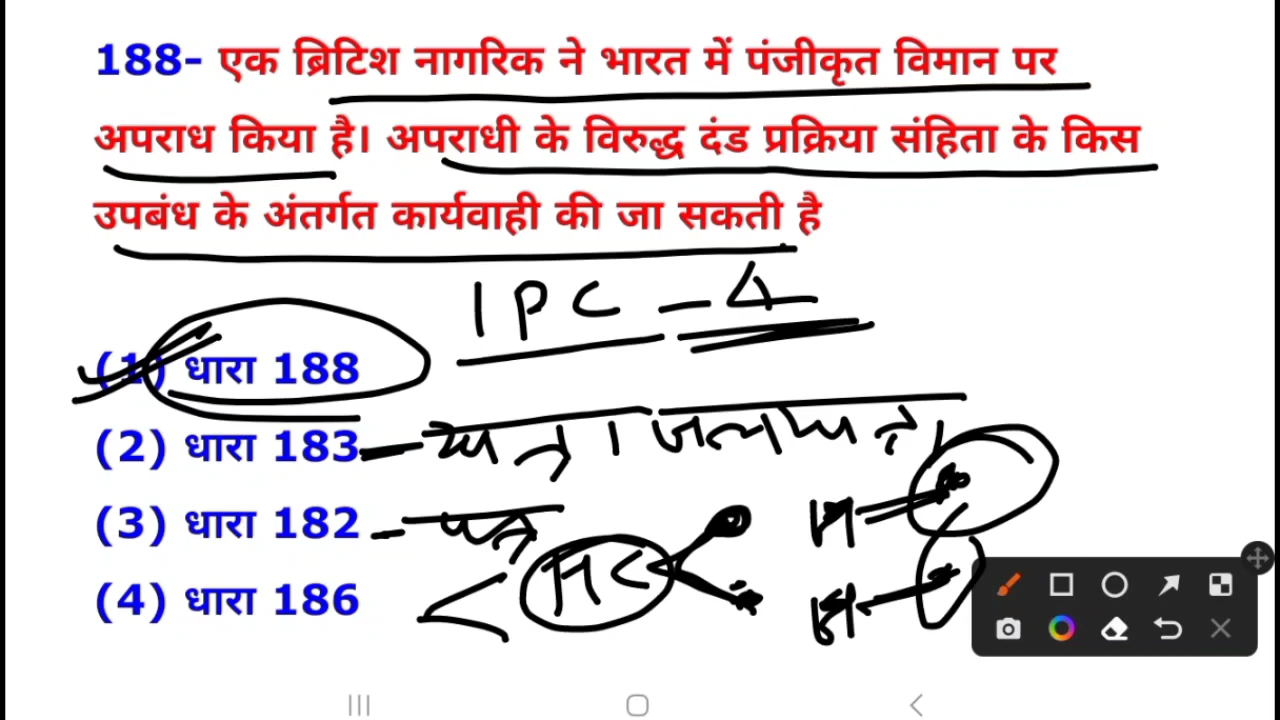 188- एक ब्रिटिश नागरिक ने भारत में पंजीकृत विमान पर
अपराध किया है। अपराधी के विरुद्ध दंड प्रक्रिया संहिता के किस
उपबंध के अंतर्गत कार्यवाही की जा सकती है
IPC - 4
(1) धारा 188
(2) धारा 183
(3) धारा 182
HC
(4) धारा 186